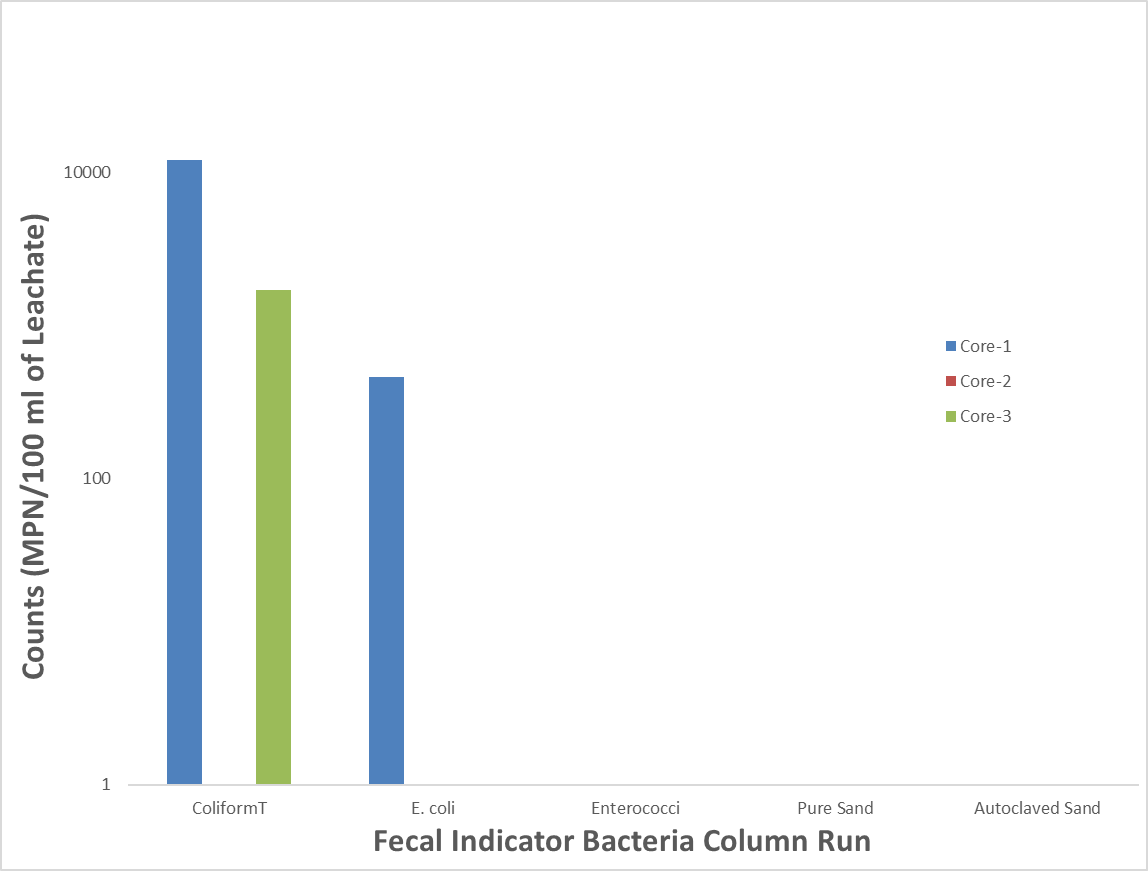 Counts (MPN/100 ml of Leachate)
10000
100
1
Core-1
Core-2
Core-3
ColiformT
E. coli
Enterococci
Pure Sand
Autoclaved Sand
Fecal Indicator Bacteria Column Run